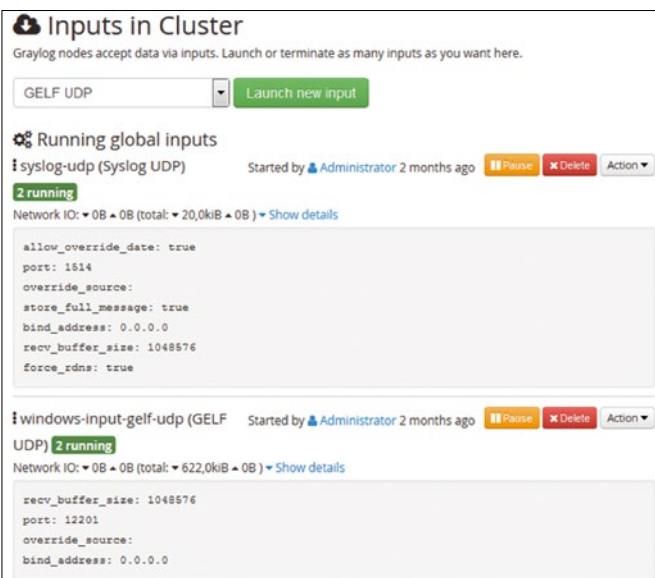 Inputs in Cluster
Graylog nodes accept data via inputs. Launch or terminate as many inputs as you want here.
GELF UDP Launch new input
Running global inputs
syslog-udp (Syslog UDP) Started by Administrator 2 months ago Pause Delete Action
2 running
Network IO: 0B 0B (total: 20,0kiB 0B ) Show details
allow_override_date: true
port: 1514
override_source:
store_full_message: true
bind_address: 0.0.0.0
recv_buffer_size: 1048576
force_rdns: true
windows-input-gelf-udp (GELF Started by Administrator 2 months ago Pause Delete Action
UDP) 2 running
Network IO: 0B 0B (total: 622,0kiB 0B ) Show details
recv_buffer_size: 1048576
port: 12201
override_source:
bind_address: 0.0.0.0